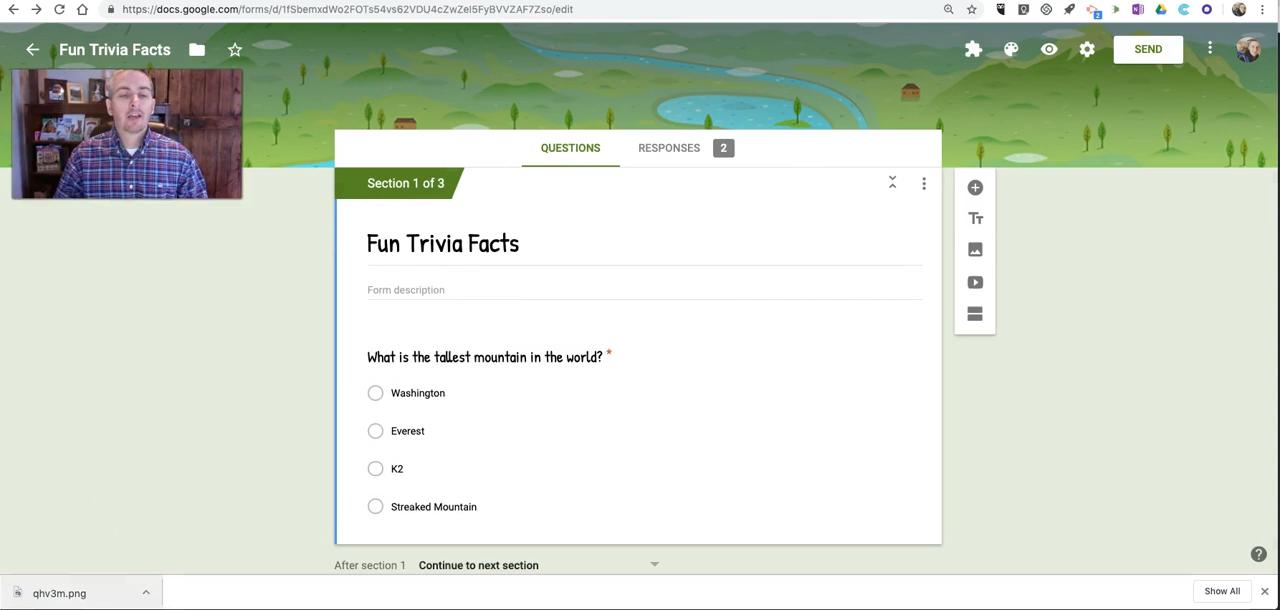 https://docs.google.com/forms/d/1fSbemxdWo2FOTs54vs62VDU4cZwZel5FyBVVZAF7Zso/edit
2
Fun Trivia Facts
SEND
QUESTIONS
RESPONSES 2
Section 1 of 3
Fun Trivia Facts
Form description
What is the tallest mountain in the world? *
Washington
Everest
K2
Streaked Mountain
After section 1 Continue to next section
qhv3m.png
Show All